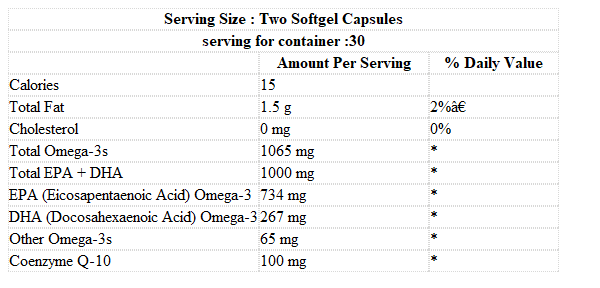 Serving Size : Two Softgel Capsules
serving for container :30
Amount Per Serving % Daily Value
Calories 15
Total Fat 1.5 g 2%â€
Cholesterol 0 mg 0%
Total Omega-3s 1065 mg *
Total EPA + DHA 1000 mg *
EPA (Eicosapentaenoic Acid) Omega-3 734 mg *
DHA (Docosahexaenoic Acid) Omega-3 267 mg *
Other Omega-3s 65 mg *
Coenzyme Q-10 100 mg *